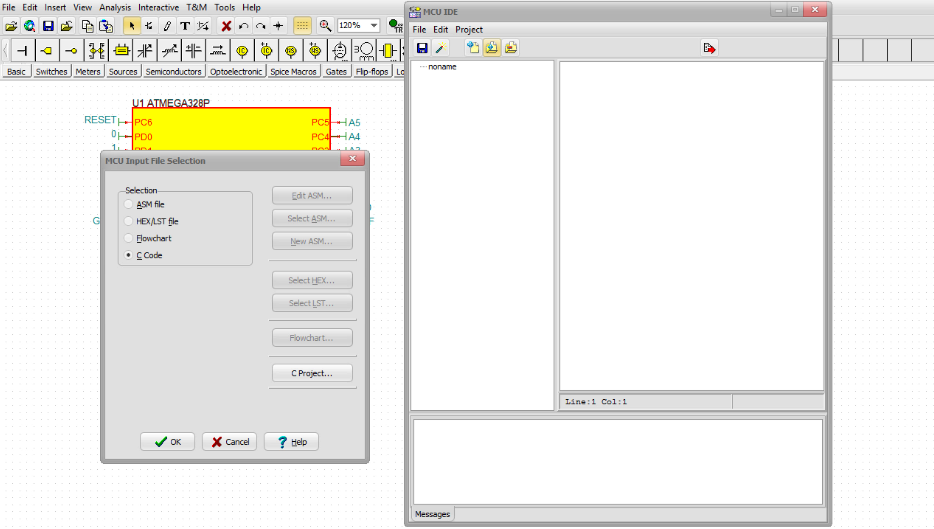 File Edit Insert View Analysis Interactive T&M Tools Help
120%
TR
Basic Switches Meters Sources Semiconductors Optoelectronic Spice Macros Gates Flip-flops Lo
U1 ATMEGA328P
RESET PC6 PC5 A5
0 PD0 PC4 A4
1 PD1
G
F
MCU Input File Selection
Selection
ASM file
HEX/LST file
Flowchart
C Code
Edit ASM...
Select ASM...
New ASM...
Select HEX...
Select LST...
Flowchart...
C Project...
OK Cancel Help
MCU IDE
File Edit Project
noname
Line:1 Col:1
Messages